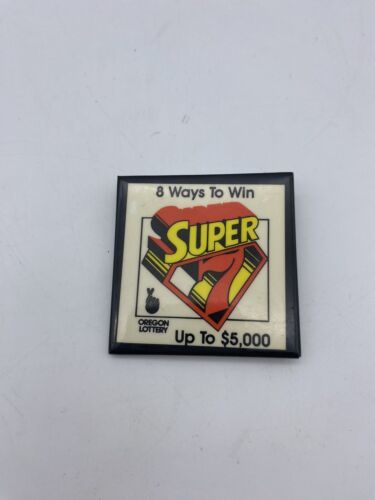 8 Ways To Win
SUPER
7
OREGON
LOTTERY
Up To $5,000